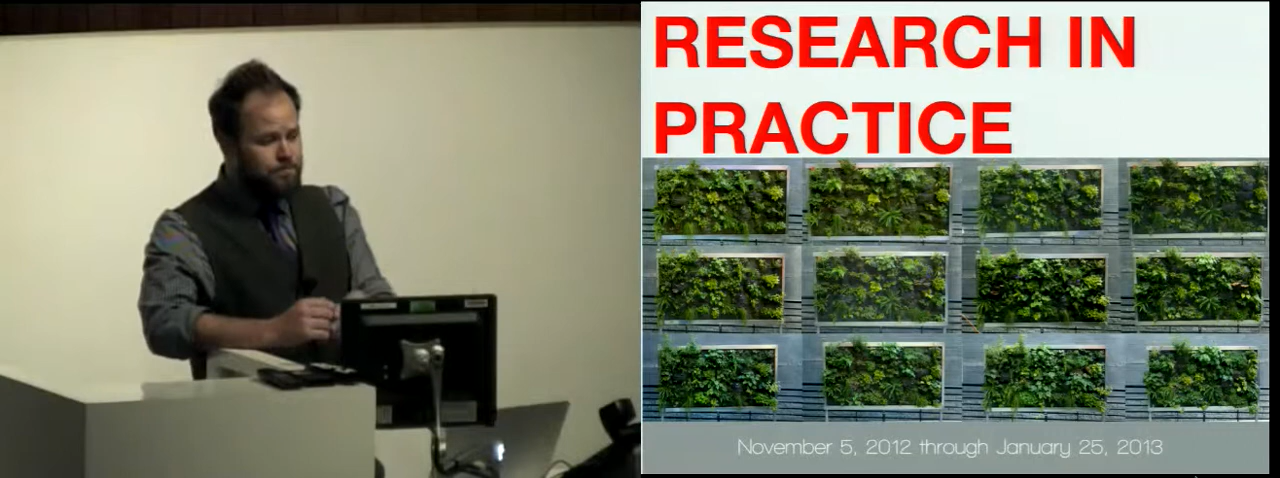 RESEARCH IN
PRACTICE
November 5, 2012 through January 25, 2013